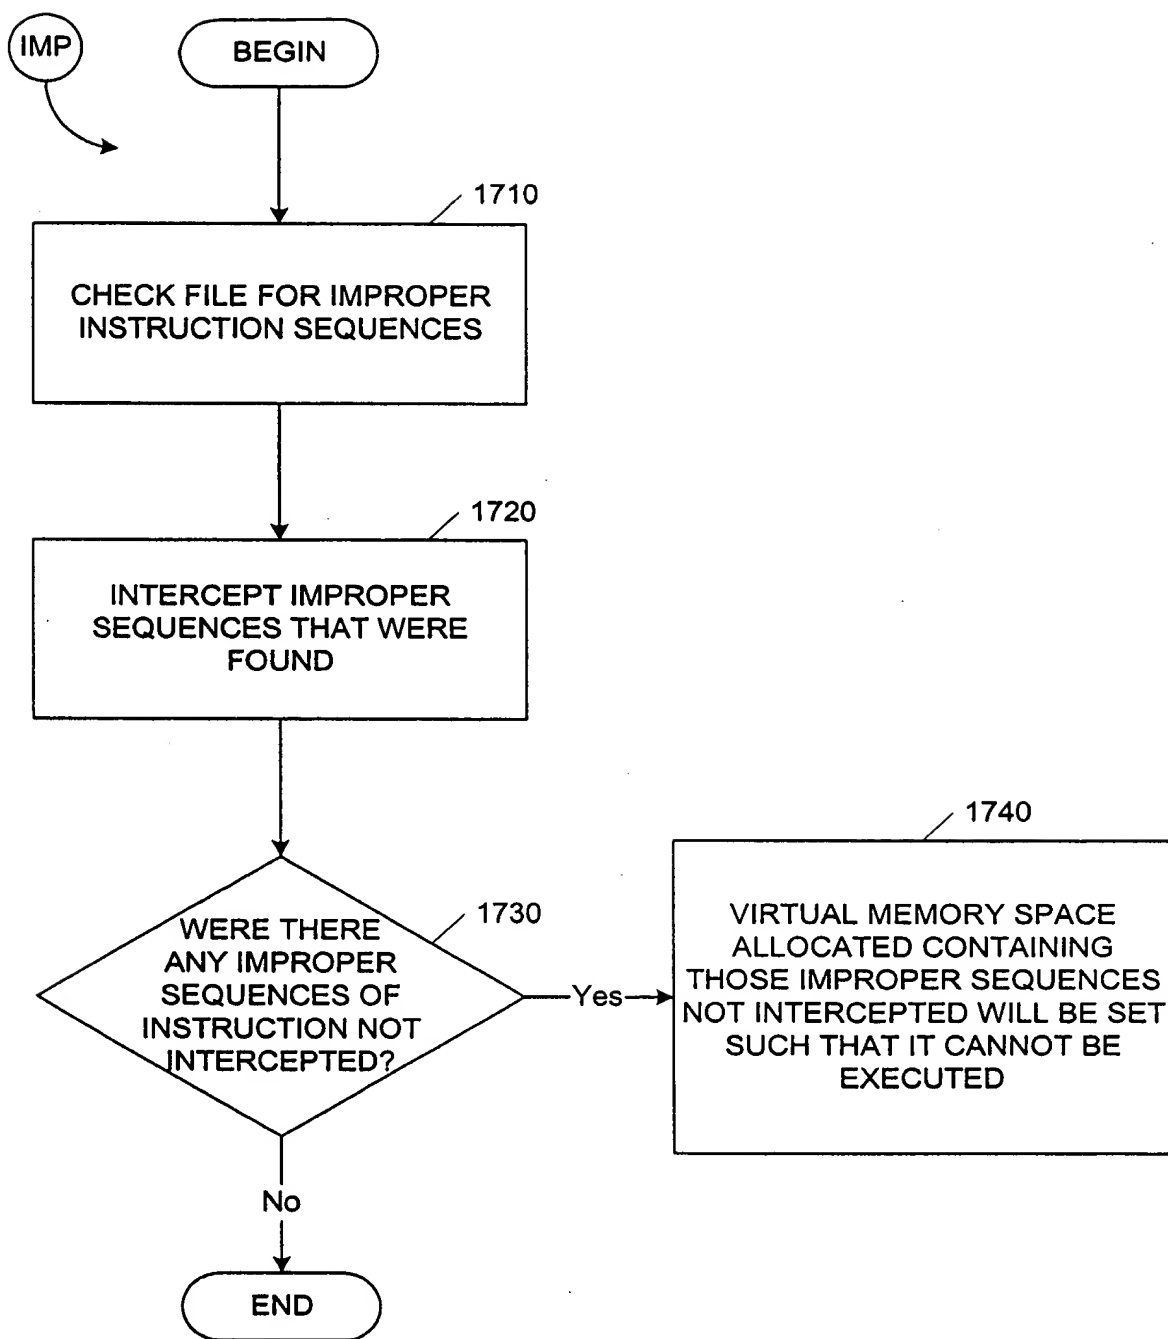 IMP
BEGIN
1710
CHECK FILE FOR IMPROPER
INSTRUCTION SEQUENCES
1720
INTERCEPT IMPROPER
SEQUENCES THAT WERE
FOUND
1730
WERE THERE
ANY IMPROPER
SEQUENCES OF
INSTRUCTION NOT
INTERCEPTED?
Yes
1740
VIRTUAL MEMORY SPACE
ALLOCATED CONTAINING
THOSE IMPROPER SEQUENCES
NOT INTERCEPTED WILL BE SET
SUCH THAT IT CANNOT BE
EXECUTED
No
END